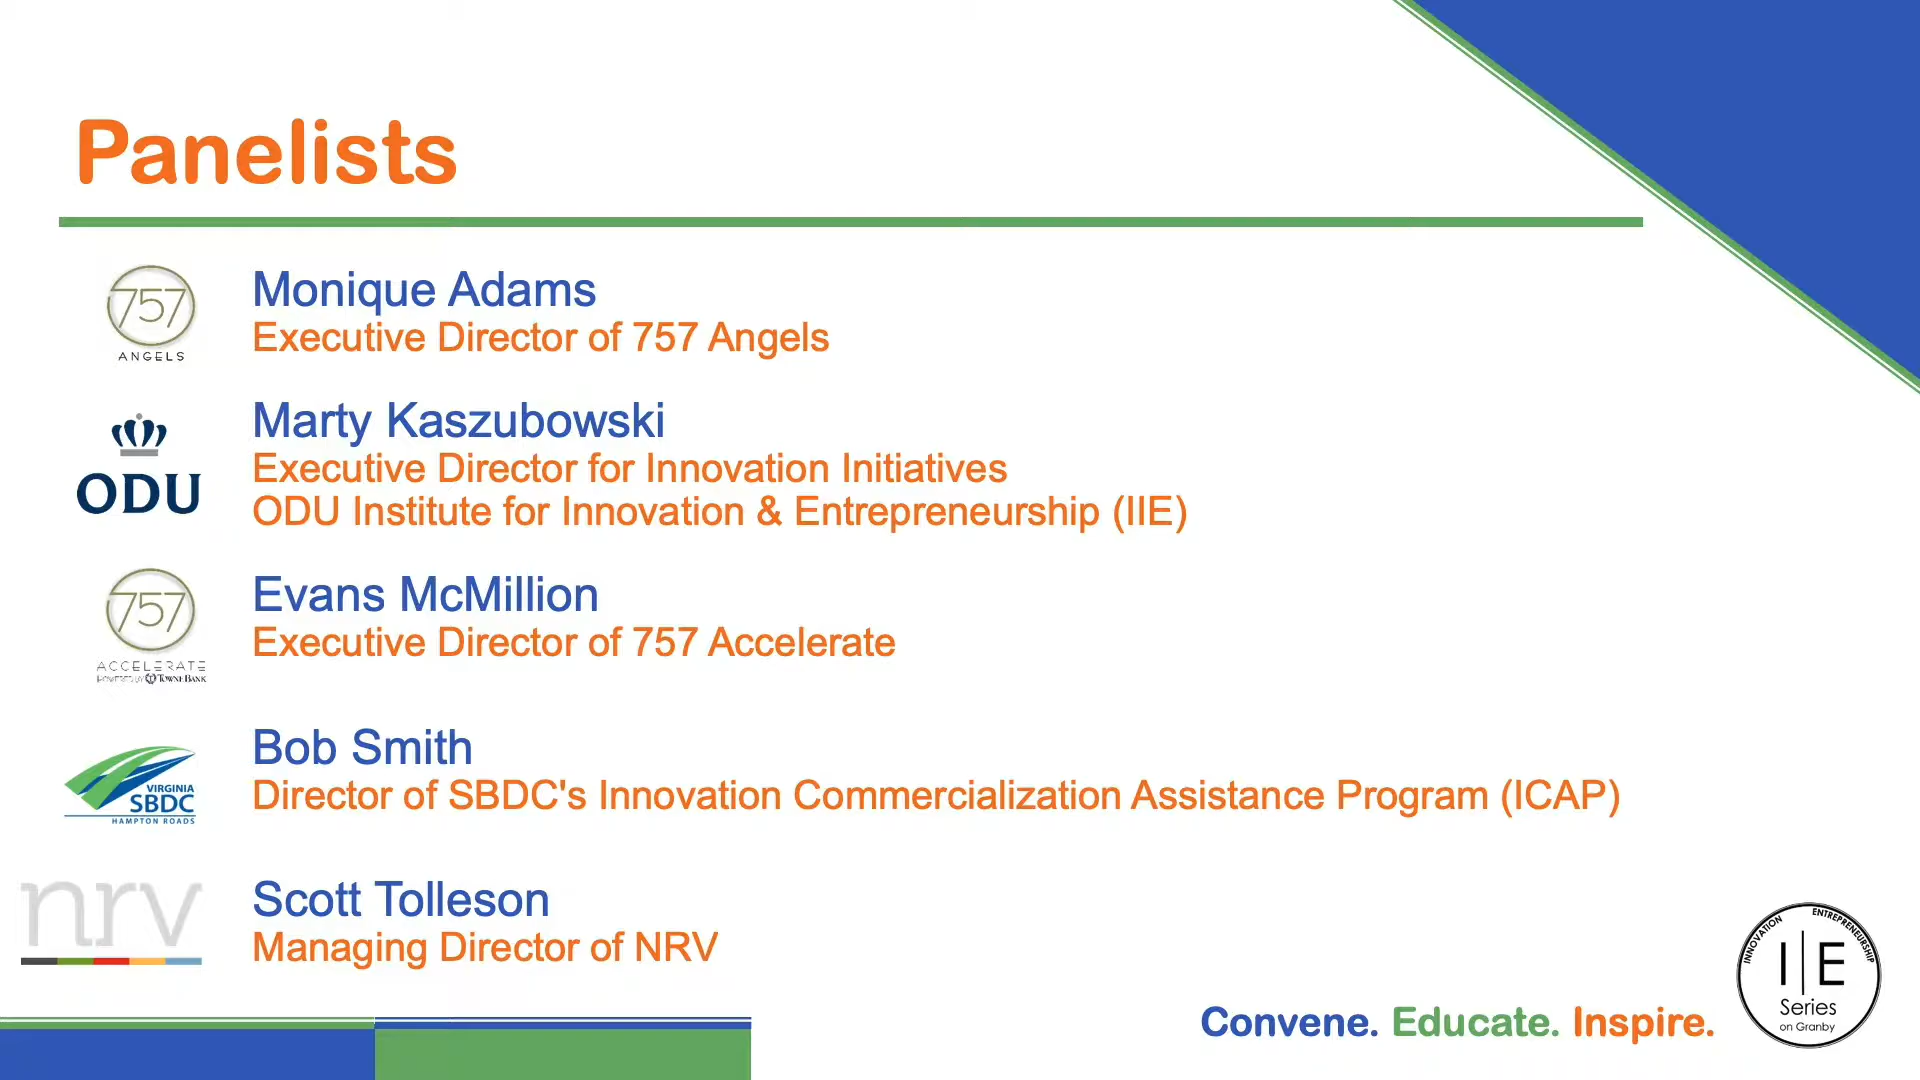 Panelists
757
ANGELS
Monique Adams
Executive Director of 757 Angels
ODU
Marty Kaszubowski
Executive Director for Innovation Initiatives
ODU Institute for Innovation & Entrepreneurship (IIE)
757
ACCELERATE
POWERED BY TOWNEBANK
Evans McMillion
Executive Director of 757 Accelerate
VIRGINIA
SBDC
HAMPTON ROADS
Bob Smith
Director of SBDC's Innovation Commercialization Assistance Program (ICAP)
nrv
Scott Tolleson
Managing Director of NRV
Convene. Educate. Inspire.
INNOVATION ENTREPRENEURSHIP
I|E
Series
on Granby